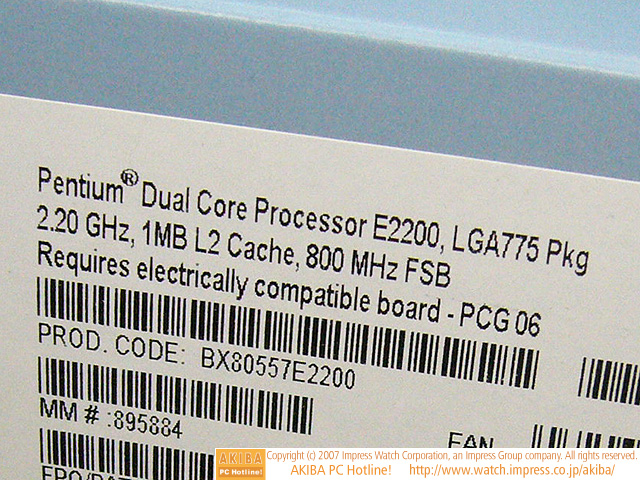 Pentium® Dual Core Processor E2200, LGA775 Pkg
2.20 GHz, 1MB L2 Cache, 800 MHz FSB
Requires electrically compatible board - PCG 06
PROD. CODE: BX80557E2200
MM # :895884
EAN
AKIBA
PC Hotline!
Copyright (c) 2007 Impress Watch Corporation, an Impress Group company. All rights reserved.
AKIBA PC Hotline! http://www.watch.impress.co.jp/akiba/